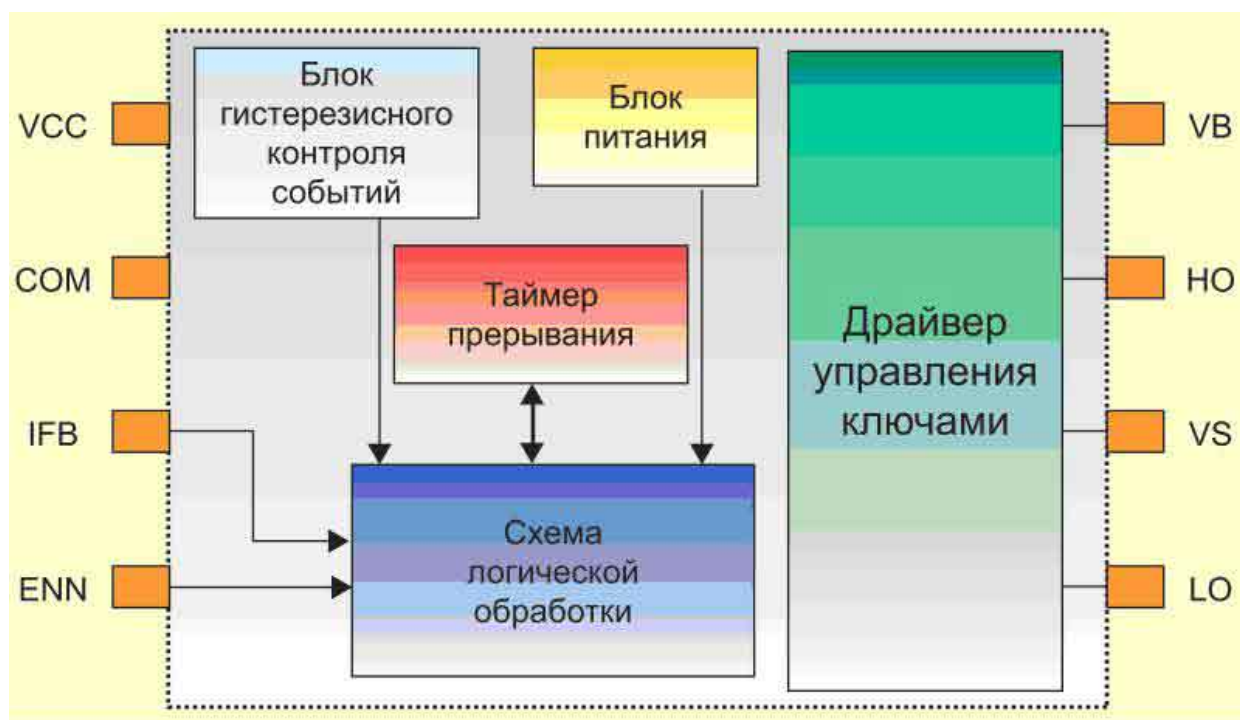 VCC
COM
IFB
ENN
Блок
гистерезисного
контроля
событий
Блок
питания
Таймер
прерывания
Схема
логической
обработки
Драйвер
управления
ключами
VB
HO
VS
LO